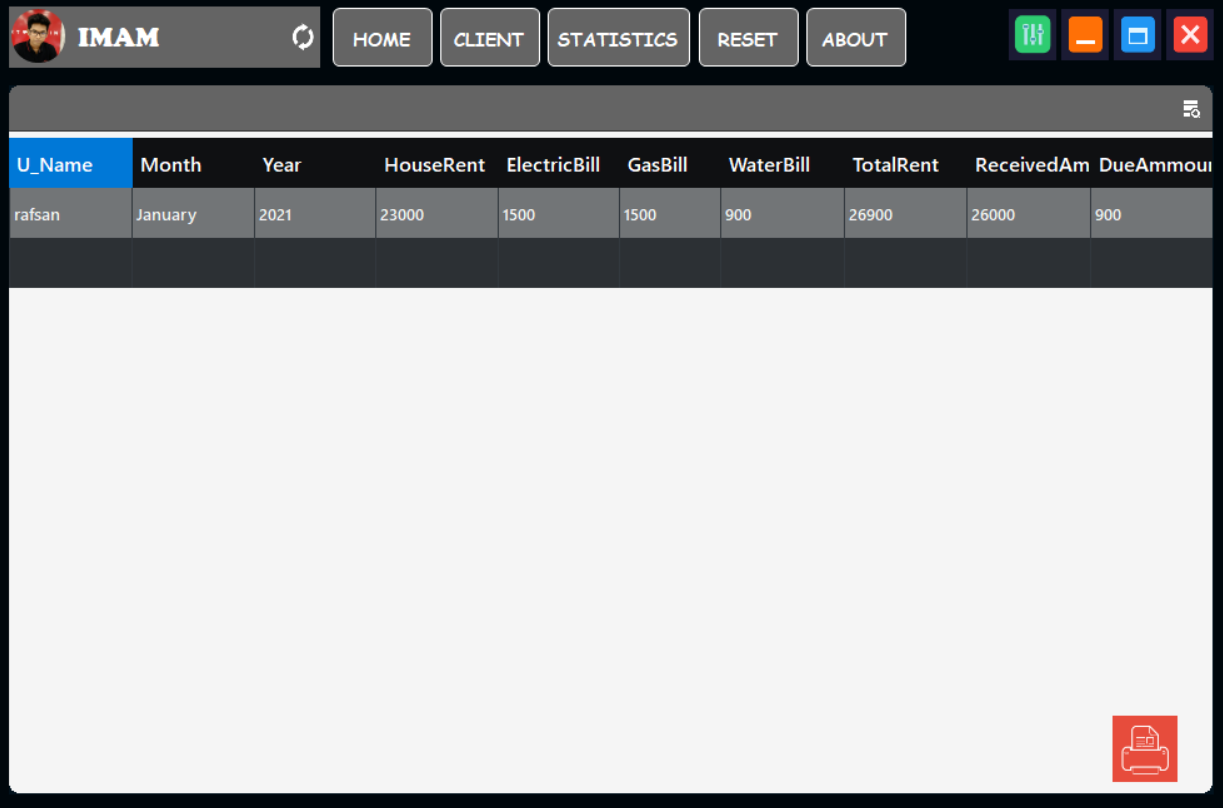 IMAM HOME CLIENT STATISTICS RESET ABOUT
U_Name Month Year HouseRent ElectricBill GasBill WaterBill TotalRent ReceivedAm DueAmmour
rafsan January 2021 23000 1500 1500 900 26900 26000 900